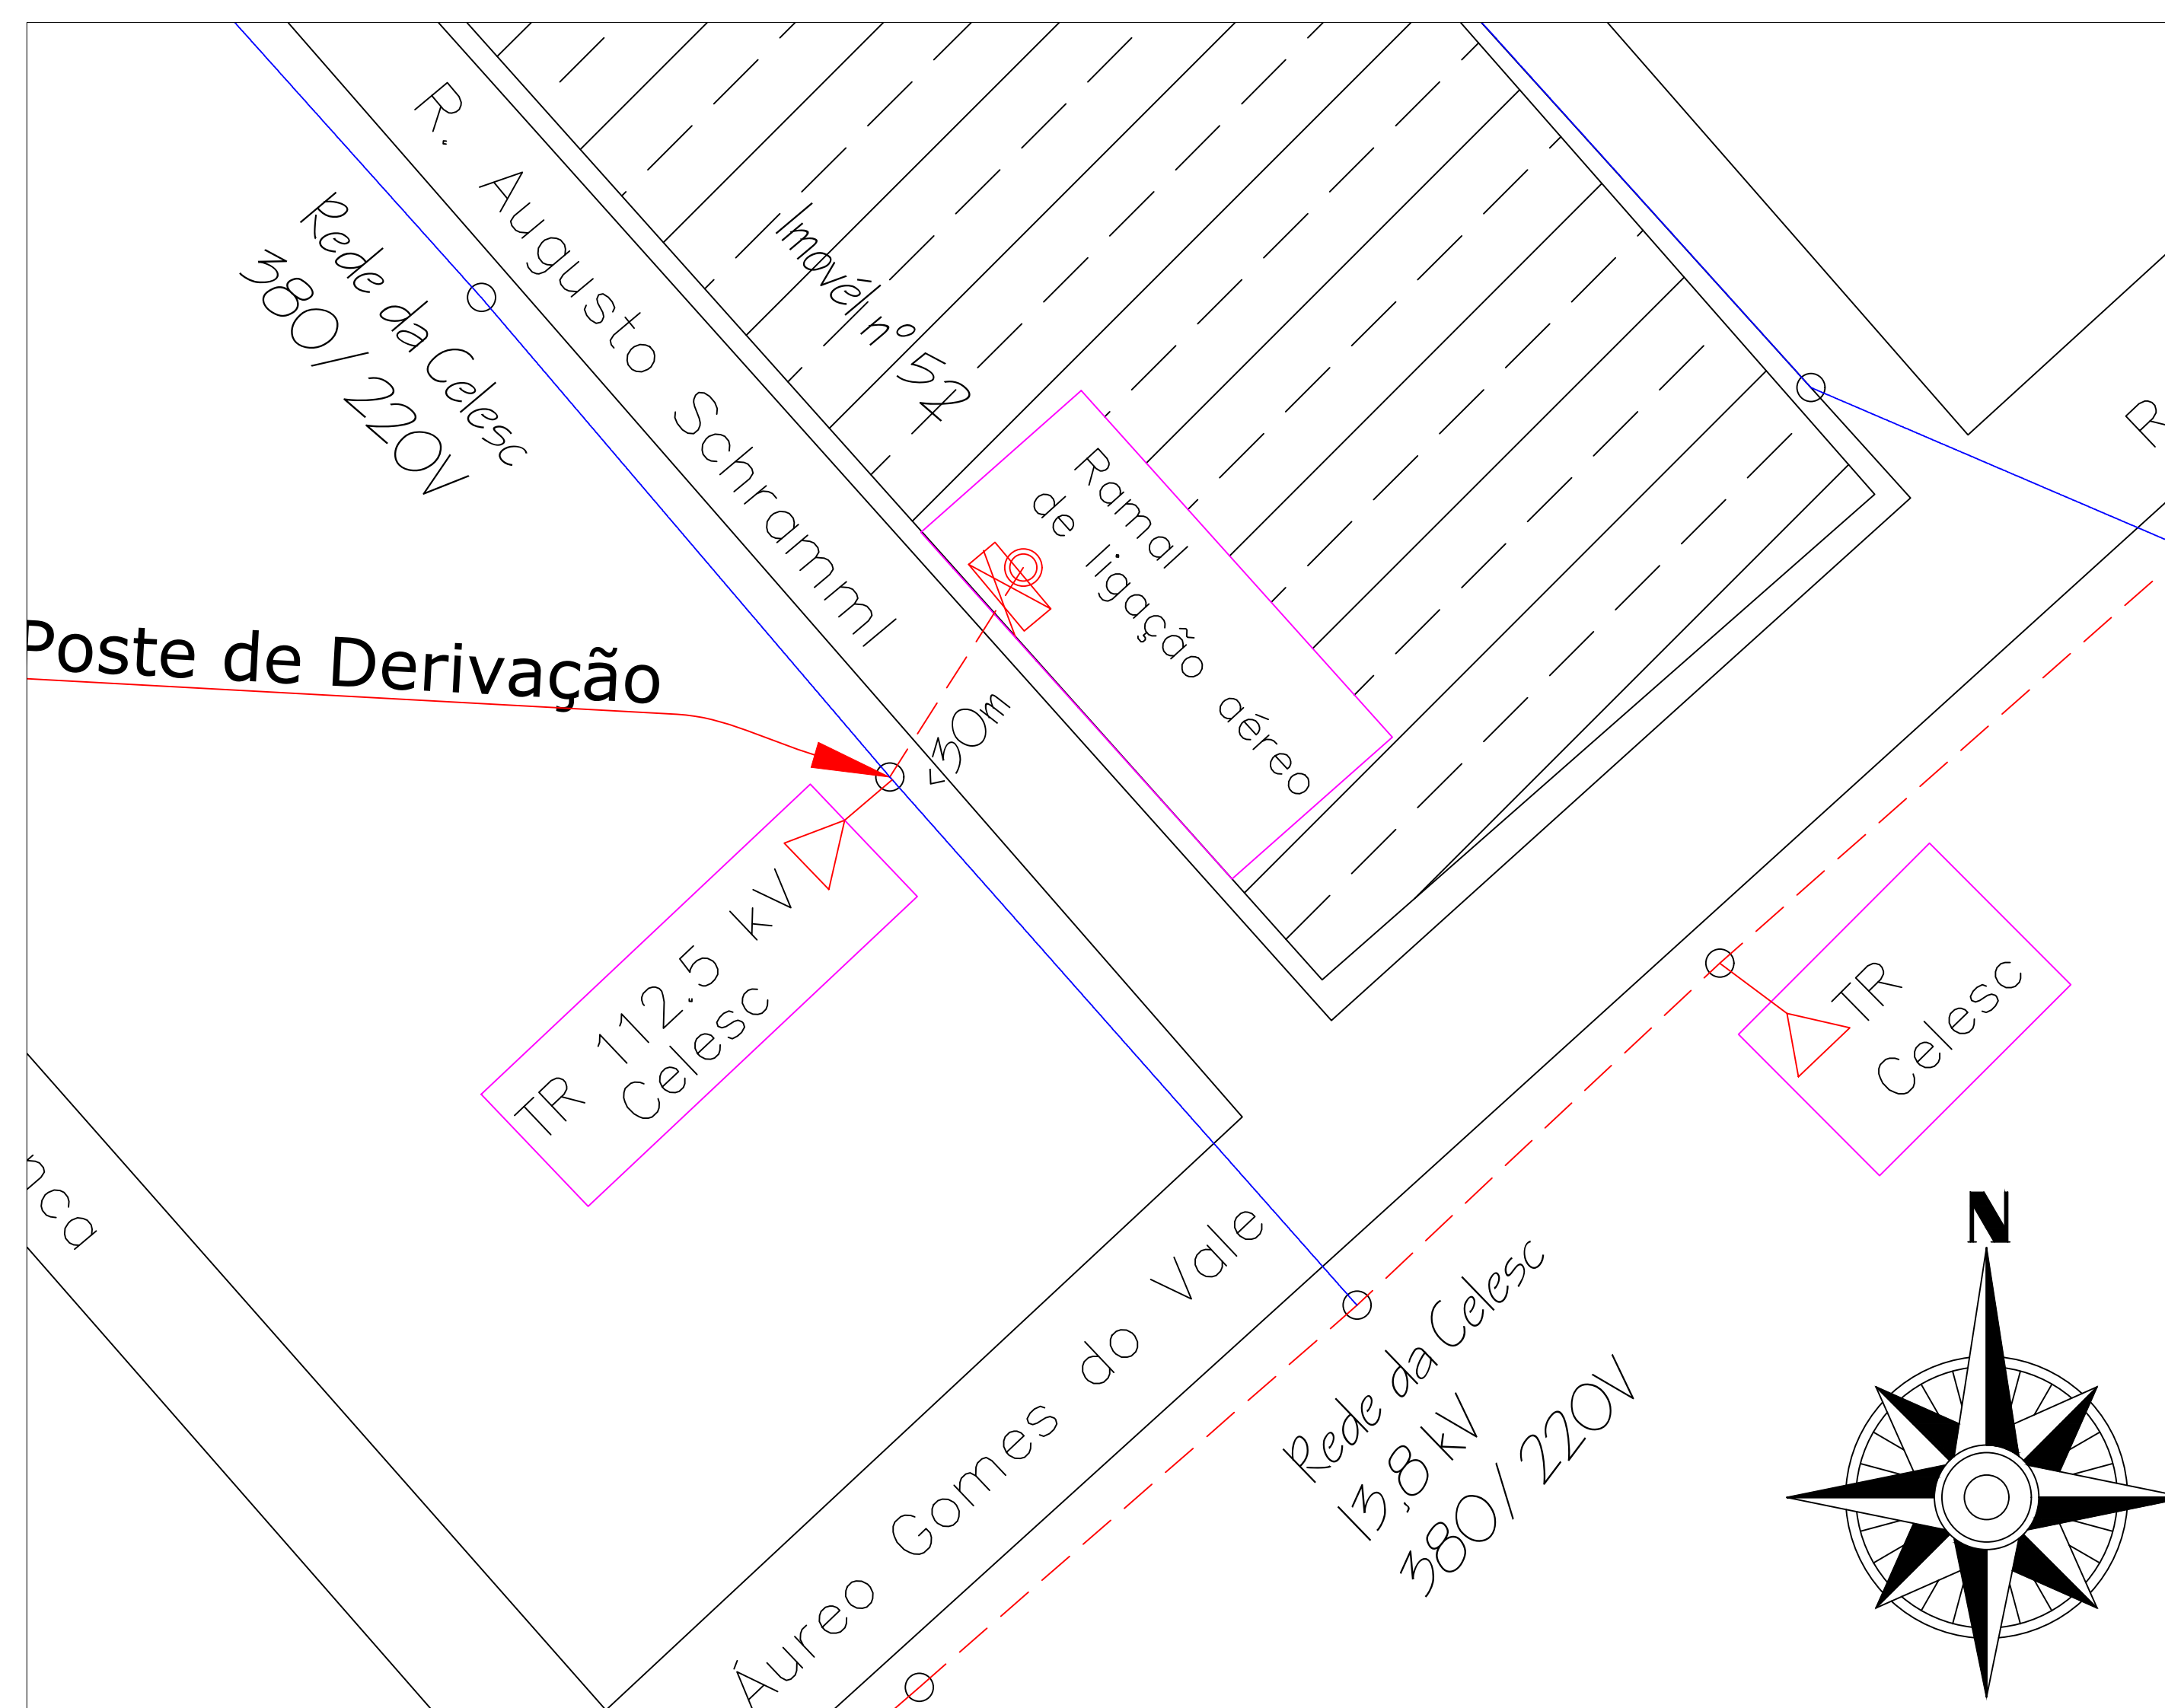 R. Augusto Schramml
Rede da Celesc
380/ 220V
Imóvel nº 52
Ramal
de ligação aéreo
Poste de Derivação
<30m
TR 112.5 kV
Celesc
TR
Celesc
R
Áureo Gomes do Vale
Rede da Celesc
13,8 kV
380/ 220V
N